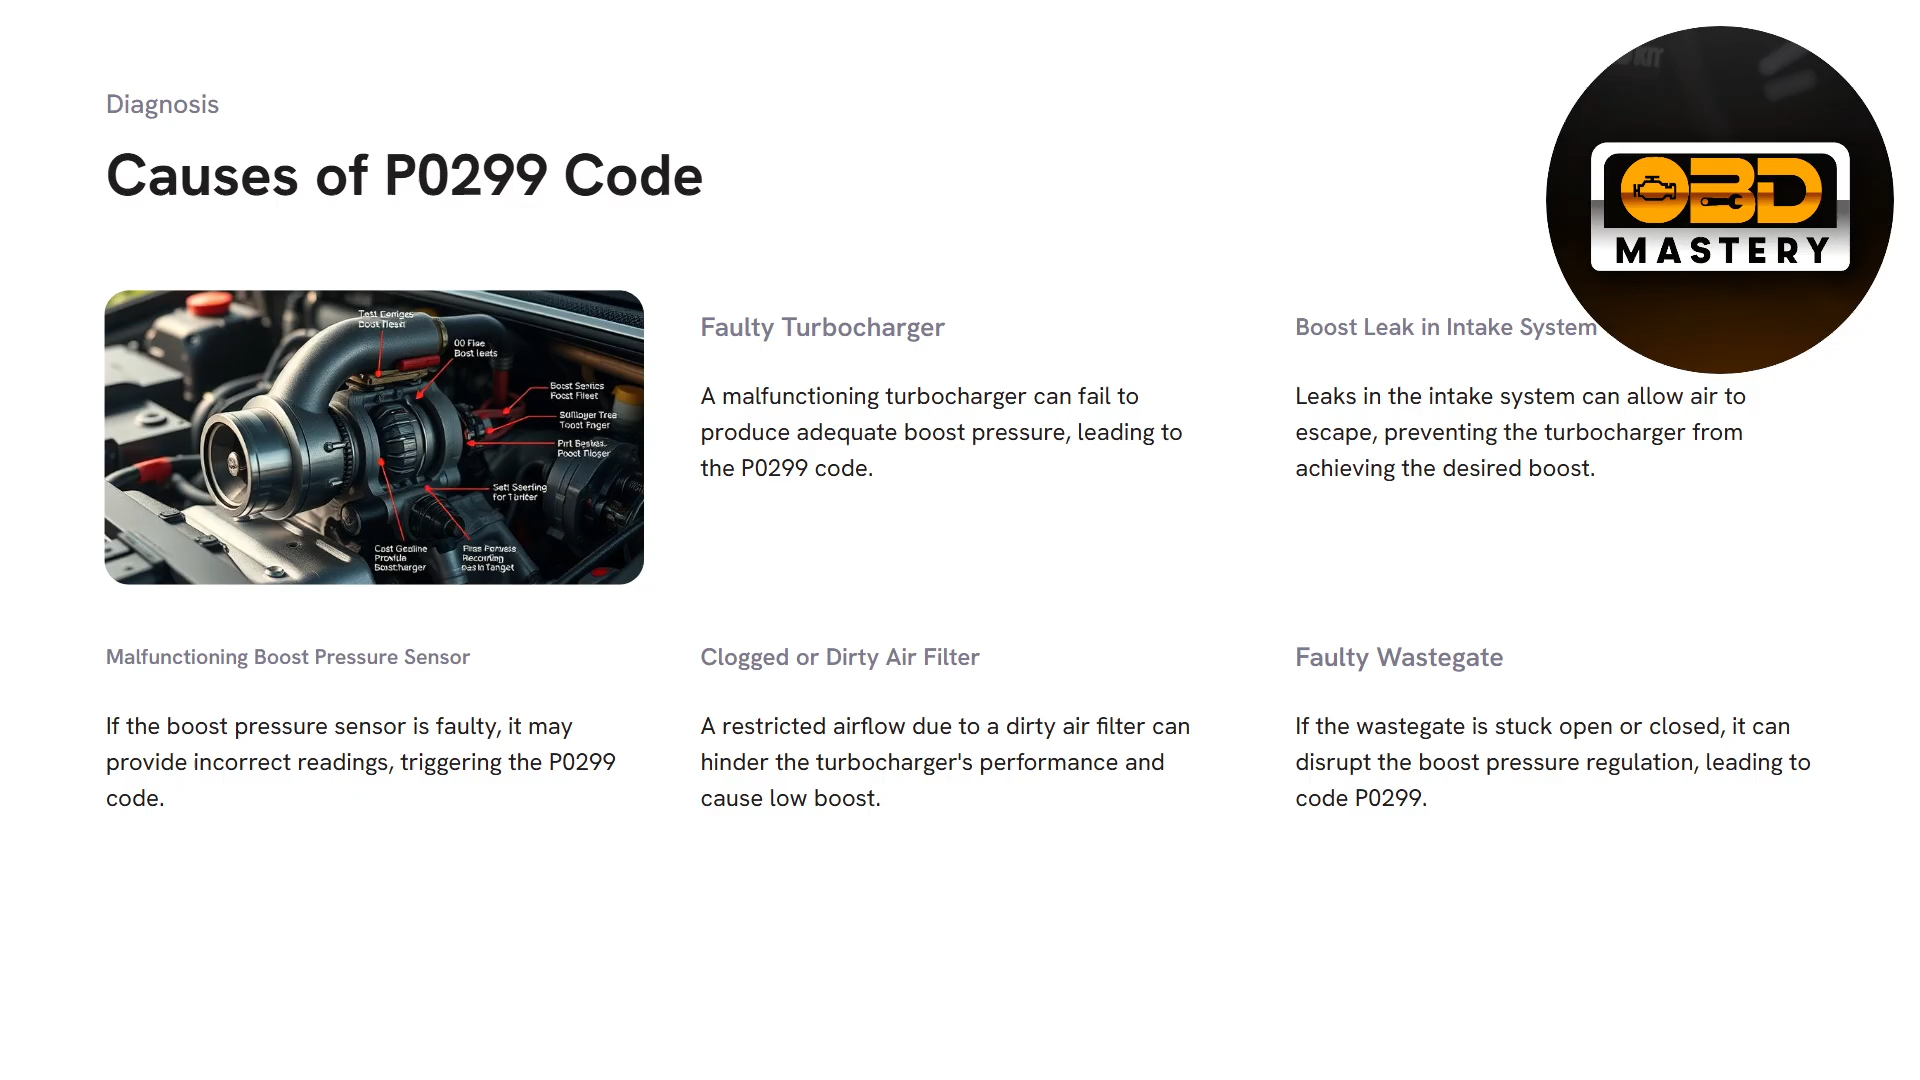 Diagnosis
Causes of P0299 Code
OBD
MASTERY
Faulty Turbocharger
A malfunctioning turbocharger can fail to
produce adequate boost pressure, leading to
the P0299 code.
Boost Leak in Intake System
Leaks in the intake system can allow air to
escape, preventing the turbocharger from
achieving the desired boost.
Malfunctioning Boost Pressure Sensor
If the boost pressure sensor is faulty, it may
provide incorrect readings, triggering the P0299
code.
Clogged or Dirty Air Filter
A restricted airflow due to a dirty air filter can
hinder the turbocharger's performance and
cause low boost.
Faulty Wastegate
If the wastegate is stuck open or closed, it can
disrupt the boost pressure regulation, leading to
code P0299.